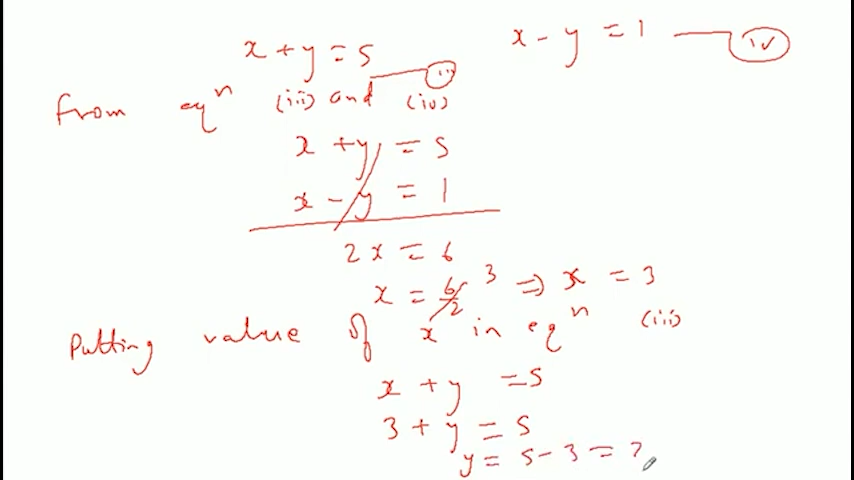 x + y = 5 (iii)
x - y = 1 (iv)
From eqⁿ (iii) and (iv)
x + y = 5
x - y = 1
2x = 6
x = 6/2 3 ⇒ x = 3
Putting value of x in eqⁿ (iii)
x + y = 5
3 + y = 5
y = 5 - 3 =